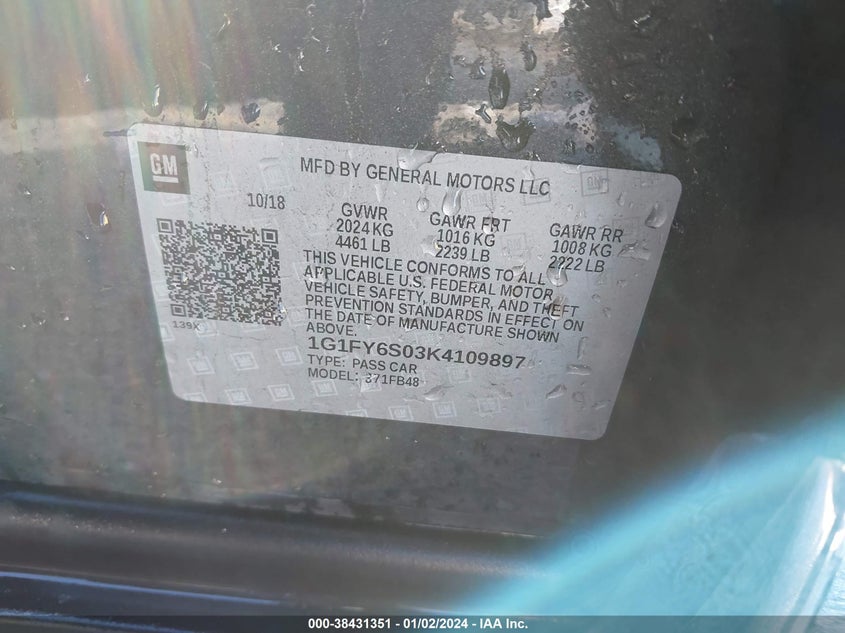 GM
MFD BY GENERAL MOTORS LLC
10/18
GVWR
2024 KG
4461 LB
GAWR FRT
1016 KG
2239 LB
GAWR RR
1008 KG
2222 LB
THIS VEHICLE CONFORMS TO ALL
APPLICABLE U.S. FEDERAL MOTOR
VEHICLE SAFETY, BUMPER, AND THEFT
PREVENTION STANDARDS IN EFFECT ON
THE DATE OF MANUFACTURE SHOWN
ABOVE.
1G1FY6S03K4109897
TYPE: PASS CAR
MODEL: 371FB48
000-38431351 - 01/02/2024 - IAA Inc.